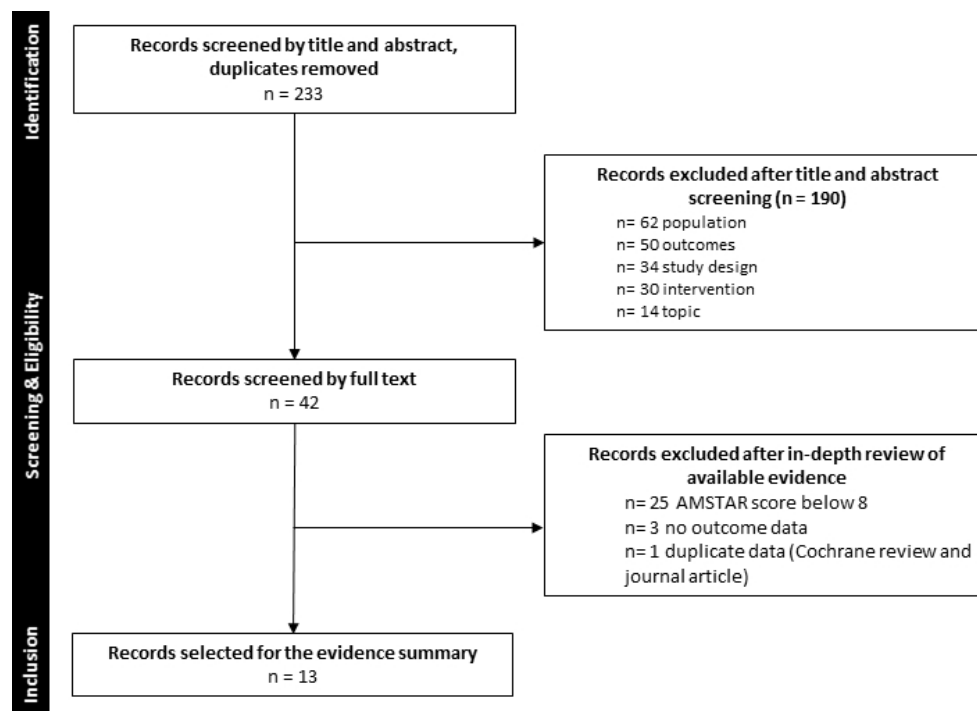 Identification
Records screened by title and abstract,
duplicates removed
n = 233
Records excluded after title and abstract
screening (n = 190)
n= 62 population
n= 50 outcomes
n= 34 study design
n= 30 intervention
n= 14 topic
Screening & Eligibility
Records screened by full text
n = 42
Records excluded after in-depth review of
available evidence
n= 25 AMSTAR score below 8
n= 3 no outcome data
n= 1 duplicate data (Cochrane review and
journal article)
Inclusion
Records selected for the evidence summary
n = 13